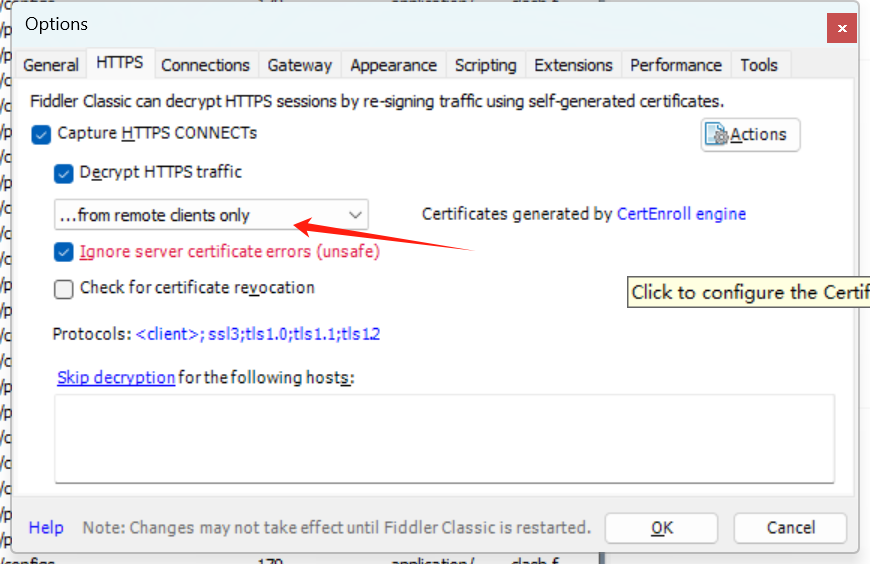 Options
General HTTPS Connections Gateway Appearance Scripting Extensions Performance Tools
Fiddler Classic can decrypt HTTPS sessions by re-signing traffic using self-generated certificates.
Capture HTTPS CONNECTs
Actions
Decrypt HTTPS traffic
...from remote clients only
Certificates generated by CertEnroll engine
Ignore server certificate errors (unsafe)
Check for certificate revocation
Click to configure the Certif
Protocols: <client>; ssl3;tls1.0;tls1.1;tls1.2
Skip decryption for the following hosts:
Help Note: Changes may not take effect until Fiddler Classic is restarted. OK Cancel